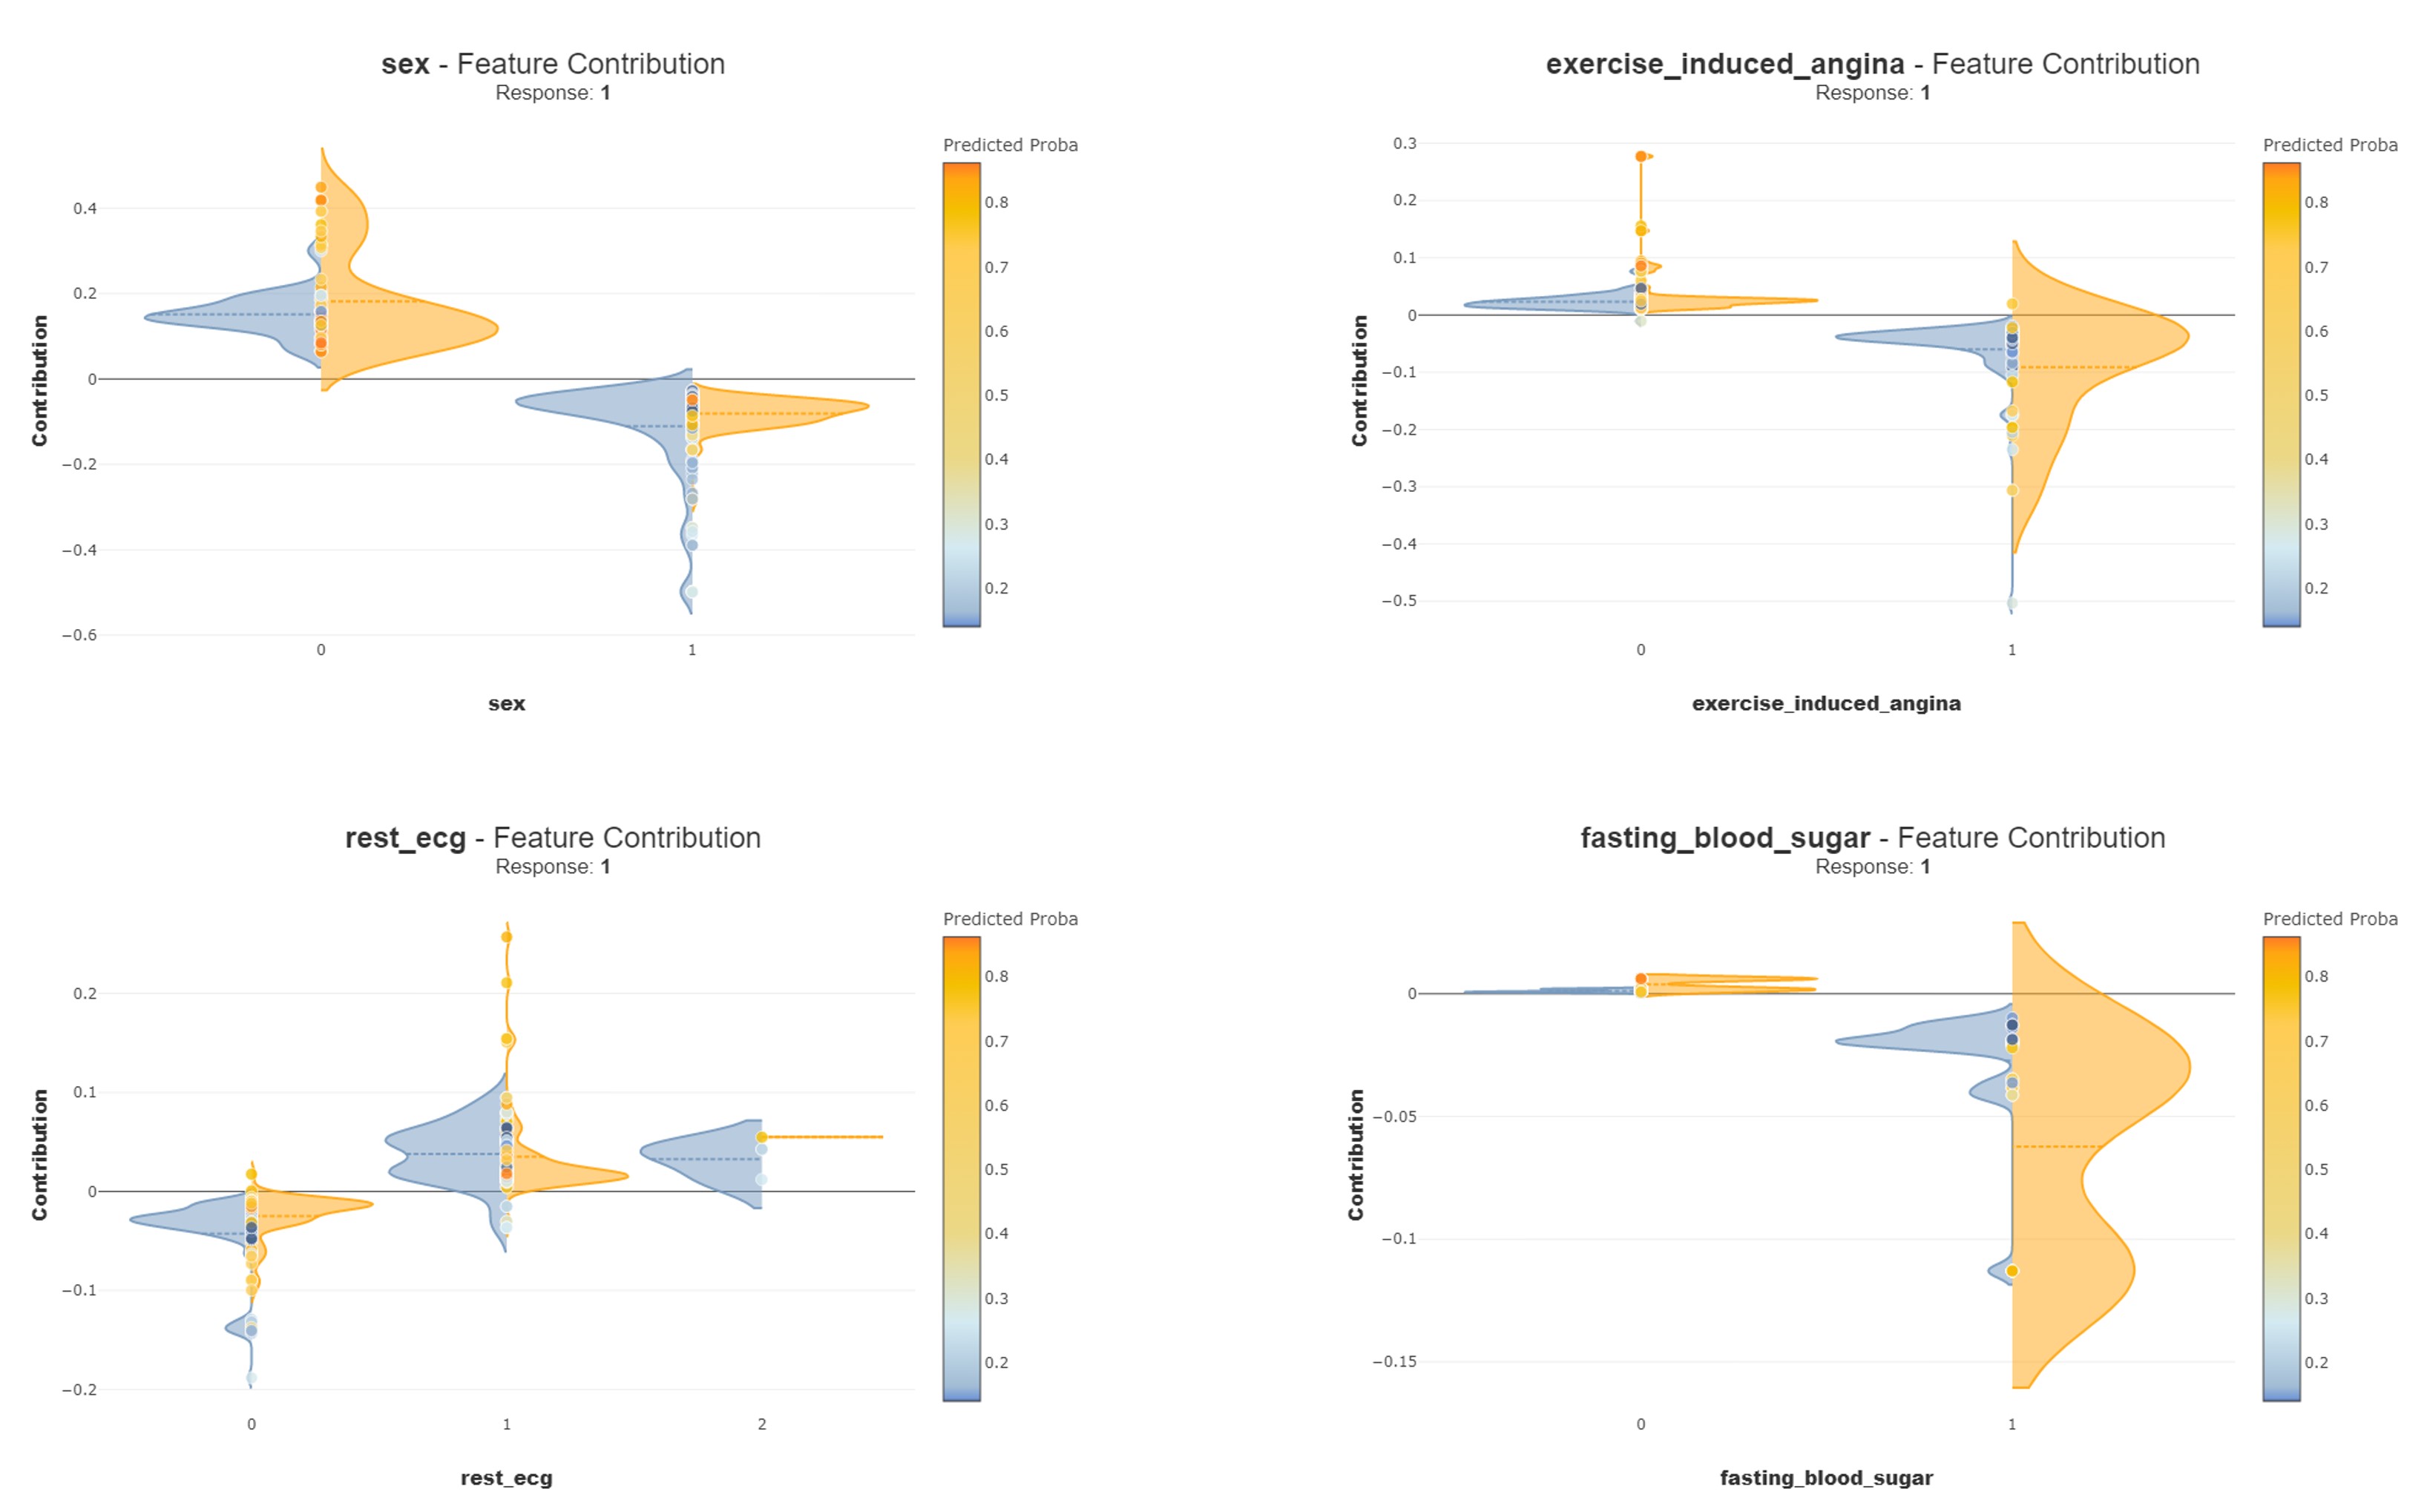 sex - Feature Contribution
Response: 1
Predicted Proba
0.4
0.2
0
−0.2
−0.4
−0.6
Contribution
0 1
sex
0.8
0.7
0.6
0.5
0.4
0.3
0.2
exercise_induced_angina - Feature Contribution
Response: 1
Predicted Proba
0.3
0.2
0.1
0
−0.1
−0.2
−0.3
−0.4
−0.5
Contribution
0 1
exercise_induced_angina
0.8
0.7
0.6
0.5
0.4
0.3
0.2
rest_ecg - Feature Contribution
Response: 1
Predicted Proba
0.2
0.1
0
−0.1
−0.2
Contribution
0 1 2
rest_ecg
0.8
0.7
0.6
0.5
0.4
0.3
0.2
fasting_blood_sugar - Feature Contribution
Response: 1
Predicted Proba
0
−0.05
−0.1
−0.15
Contribution
0 1
fasting_blood_sugar
0.8
0.7
0.6
0.5
0.4
0.3
0.2